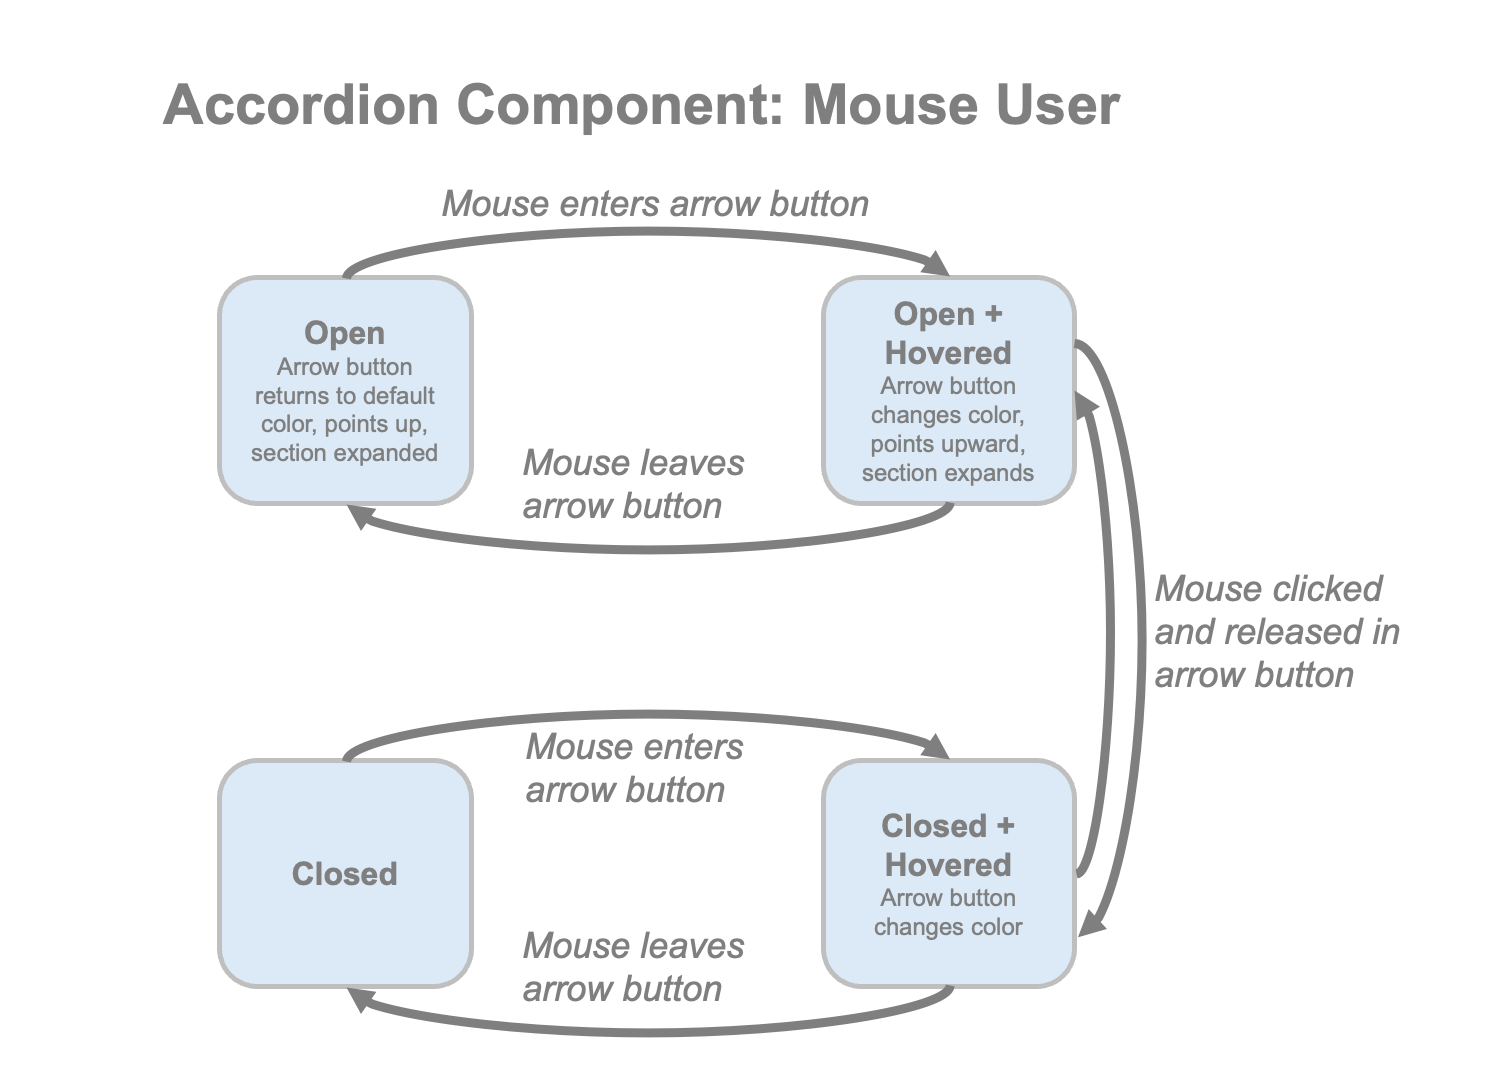 Accordion Component: Mouse User
Mouse enters arrow button
Open
Arrow button
returns to default
color, points up,
section expanded
Open +
Hovered
Arrow button
changes color,
points upward,
section expands
Mouse leaves
arrow button
Mouse clicked
and released in
arrow button
Mouse enters
arrow button
Closed
Closed +
Hovered
Arrow button
changes color
Mouse leaves
arrow button